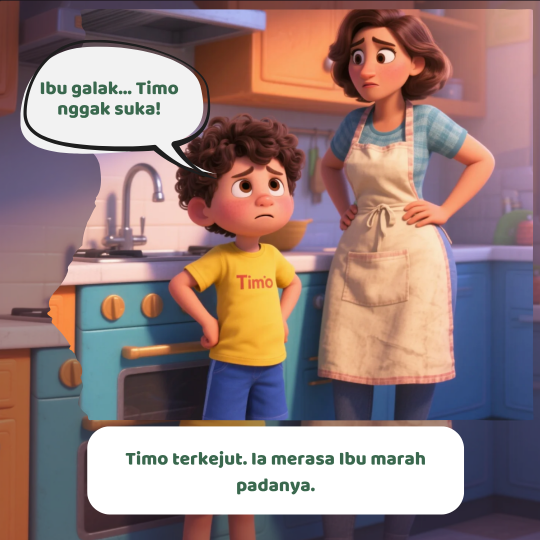 Ibu galak... Timo
nggak suka!
Timo
Timo terkejut. Ia merasa Ibu marah
padanya.